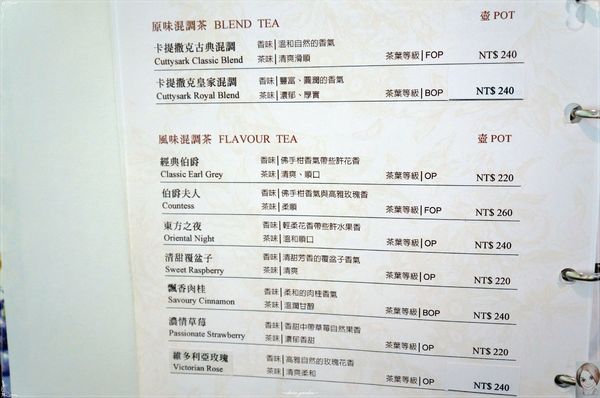 原味混調茶 BLEND TEA 壺 POT
卡提撒克古典混調 香味│溫和自然的香氣
Cuttysark Classic Blend 茶味│清爽滑順 茶葉等級│FOP NT$ 240
卡提撒克皇家混調 香味│豐富、圓潤的香氣
Cuttysark Royal Blend 茶味│濃郁、厚實 茶葉等級│BOP NT$ 240
風味混調茶 FLAVOUR TEA 壺 POT
經典伯爵 香味│佛手柑香氣帶些許花香
Classic Earl Grey 茶味│清爽、順口 茶葉等級│OP NT$ 220
伯爵夫人 香味│佛手柑香氣與高雅玫瑰香
Countess 茶味│柔順 茶葉等級│FOP NT$ 260
東方之夜 香味│輕柔花香帶些許水果香
Oriental Night 茶味│溫和順口 茶葉等級│OP NT$ 240
清甜覆盆子 香味│清甜芳香的覆盆子香氣
Sweet Raspberry 茶味│清爽 茶葉等級│OP NT$ 220
飄香肉桂 香味│柔和的肉桂香氣
Savoury Cinnamon 茶味│溫潤甘醇 茶葉等級│BOP NT$ 240
濃情草莓 香味│香甜中帶草莓自然果香
Passionate Strawberry 茶味│濃郁香甜 茶葉等級│OP NT$ 220
維多利亞玫瑰 香味│高雅自然的玫瑰花香
Victorian Rose 茶味│清爽柔和 茶葉等級│OP NT$ 240